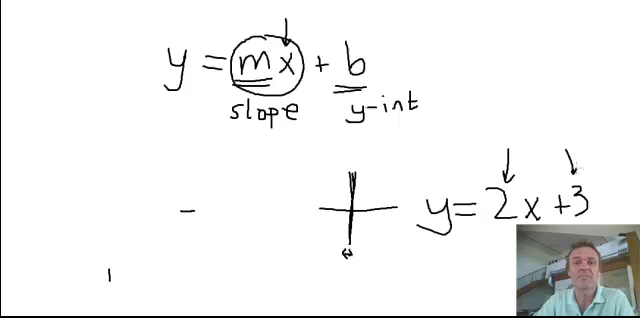 y = mx + b
slope y-int
y = 2x + 3